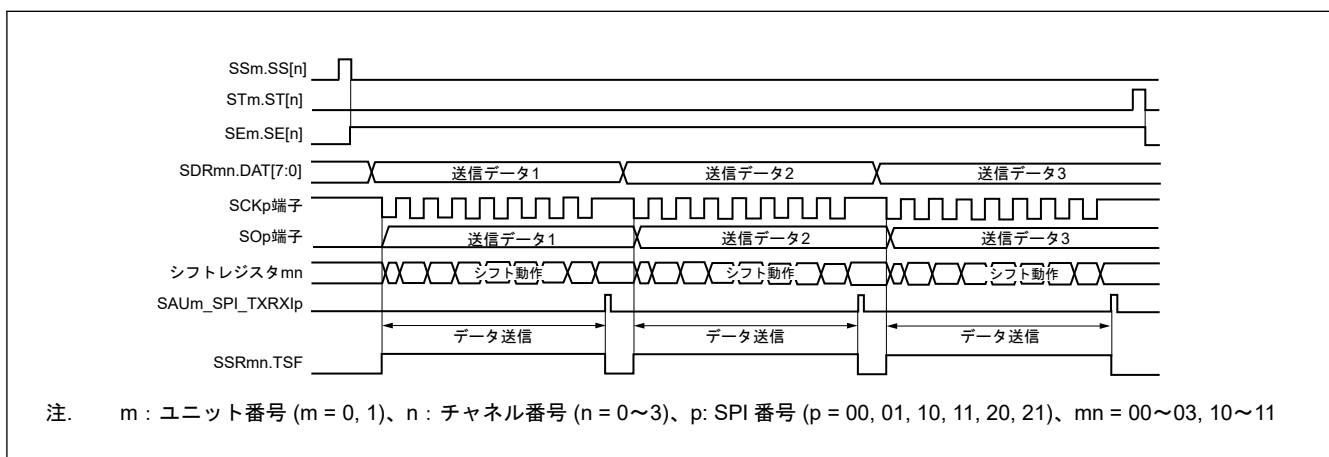 SSm.SS[n]
STm.ST[n]
SEm.SE[n]
SDRmn.DAT[7:0] 送信データ1 送信データ2 送信データ3
SCKp端子
SOp端子 送信データ1 送信データ2 送信データ3
シフトレジスタmn シフト動作 シフト動作 シフト動作
SAUm_SPI_TXRXIp
データ送信 データ送信 データ送信
SSRmn.TSF
注. m：ユニット番号 (m = 0, 1)、n：チャネル番号 (n = 0～3)、p: SPI 番号 (p = 00, 01, 10, 11, 20, 21)、mn = 00～03, 10～11